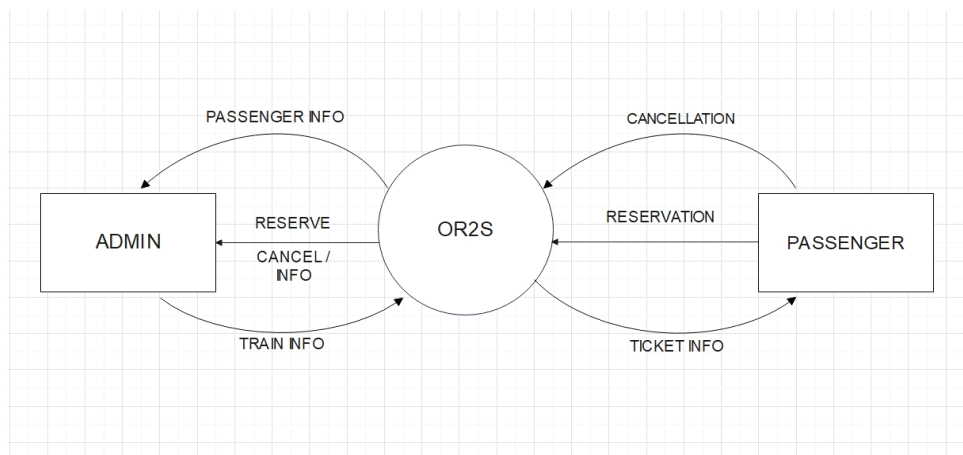 PASSENGER INFO
CANCELLATION
RESERVE
CANCEL /
INFO
ADMIN
OR2S
RESERVATION
PASSENGER
TRAIN INFO
TICKET INFO